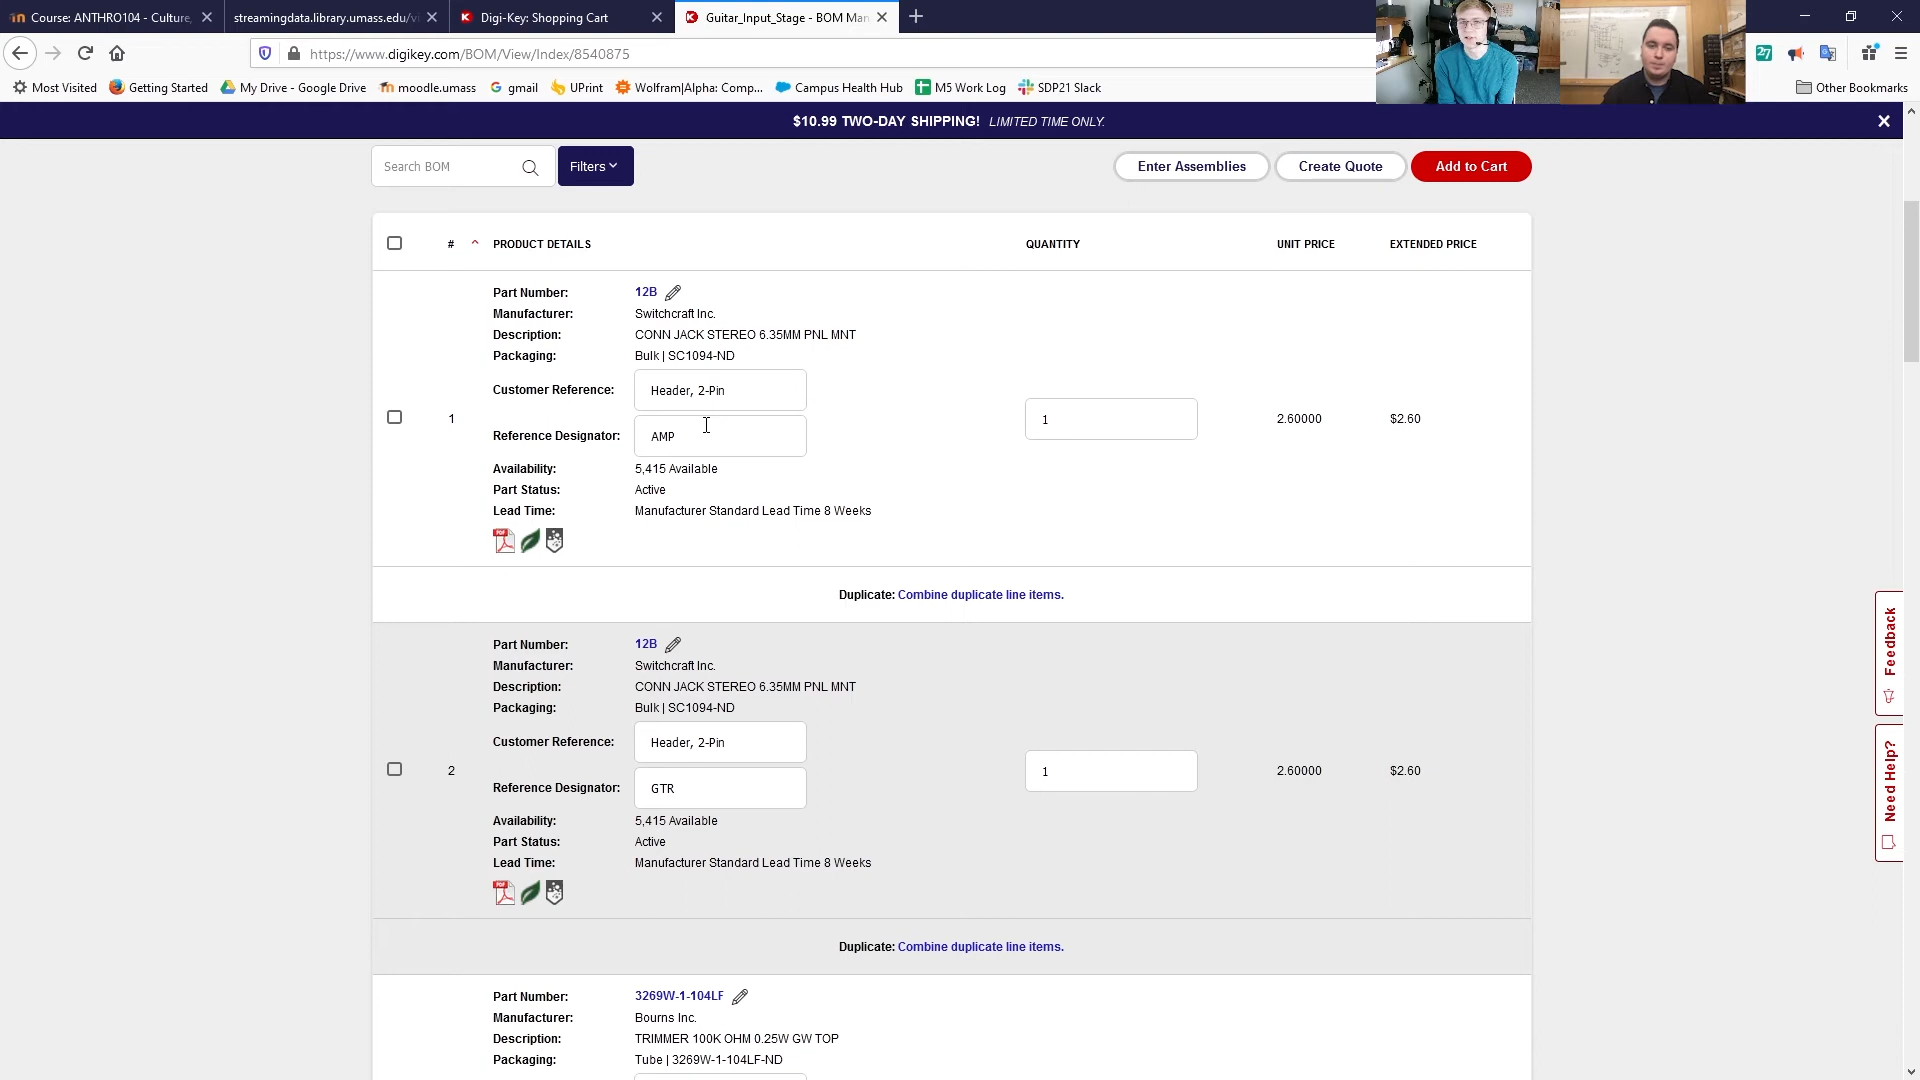 Course: ANTHRO104 - Culture,
streamingdata.library.umass.edu/vi
Digi-Key: Shopping Cart
Guitar_Input_Stage - BOM Man
https://www.digikey.com/BOM/View/Index/8540875
27
Most Visited
Getting Started
My Drive - Google Drive
moodle.umass
gmail
UPrint
Wolfram|Alpha: Comp...
Campus Health Hub
M5 Work Log
SDP21 Slack
Other Bookmarks
$10.99 TWO-DAY SHIPPING! LIMITED TIME ONLY.
Search BOM
Filters
Enter Assemblies
Create Quote
Add to Cart
# PRODUCT DETAILS QUANTITY UNIT PRICE EXTENDED PRICE
Part Number: 12B
Manufacturer: Switchcraft Inc.
Description: CONN JACK STEREO 6.35MM PNL MNT
Packaging: Bulk | SC1094-ND
Customer Reference: Header, 2-Pin
1 1 2.60000 $2.60
Reference Designator: AMP
Availability: 5,415 Available
Part Status: Active
Lead Time: Manufacturer Standard Lead Time 8 Weeks
PDF
Duplicate: Combine duplicate line items.
Part Number: 12B
Manufacturer: Switchcraft Inc.
Description: CONN JACK STEREO 6.35MM PNL MNT
Packaging: Bulk | SC1094-ND
Customer Reference: Header, 2-Pin
2 1 2.60000 $2.60
Reference Designator: GTR
Availability: 5,415 Available
Part Status: Active
Lead Time: Manufacturer Standard Lead Time 8 Weeks
PDF
Duplicate: Combine duplicate line items.
Part Number: 3269W-1-104LF
Manufacturer: Bourns Inc.
Description: TRIMMER 100K OHM 0.25W GW TOP
Packaging: Tube | 3269W-1-104LF-ND
Feedback
Need Help?